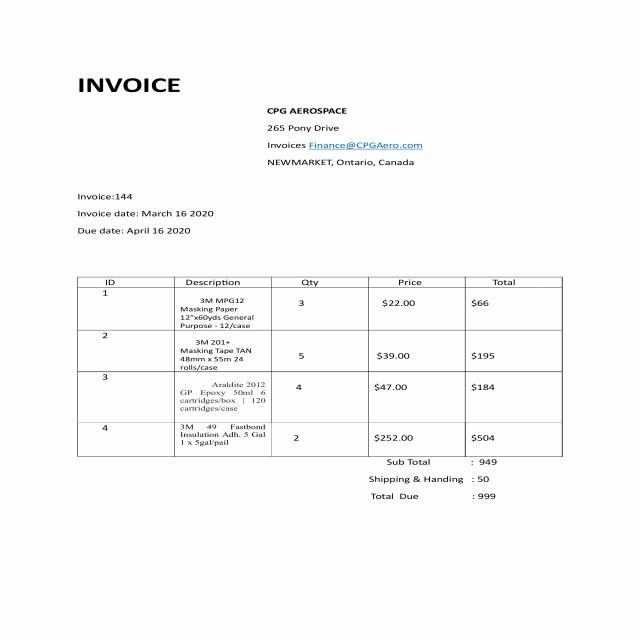 INVOICE
CPG AEROSPACE
265 Pony Drive
Invoices Finance@CPGAero.com
NEWMARKET, Ontario, Canada
Invoice:144
Invoice date: March 16 2020
Due date: April 16 2020
ID Description Qty Price Total
1
3M MPG12
Masking Paper
12"x60yds General
Purpose - 12/case
3 $22.00 $66
2
3M 201+
Masking Tape TAN
48mm x 55m 24
rolls/case
5 $39.00 $195
3
Araldite 2012
GP Epoxy 50ml 6
cartridges/box | 120
cartridges/case
4 $47.00 $184
4
3M 49 Fastbond
Insulation Adh. 5 Gal
1 x 5gal/pail
2 $252.00 $504
Sub Total : 949
Shipping & Handing : 50
Total Due : 999